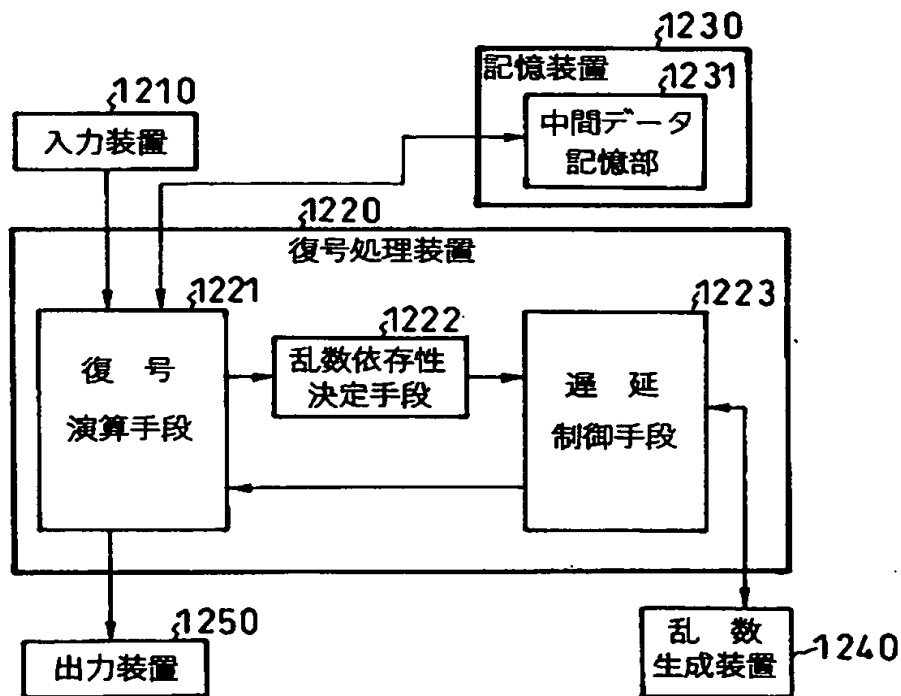 1230
記憶装置
1231
中間データ
記憶部
1210
入力装置
1220
復号処理装置
1221
復 号
演算手段
1222
乱数依存性
決定手段
1223
遅 延
制御手段
1250
出力装置
乱 数
生成装置
1240